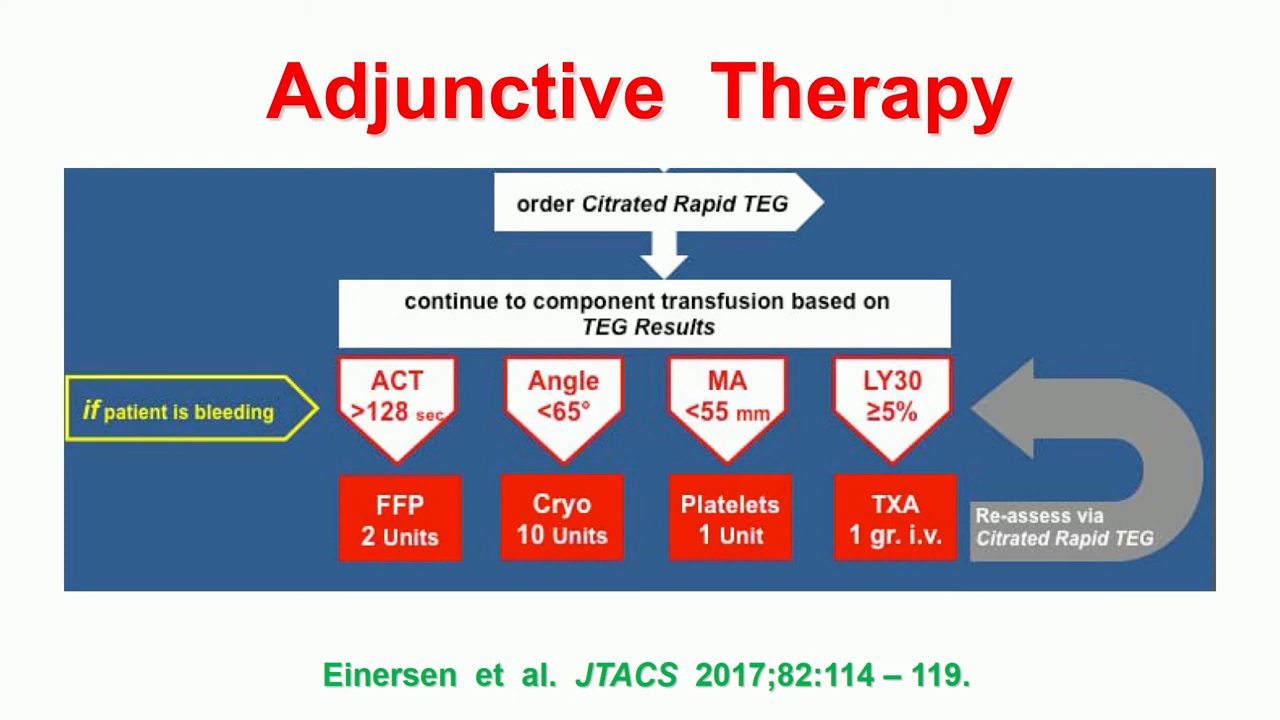 Adjunctive Therapy
order Citrated Rapid TEG
continue to component transfusion based on
TEG Results
if patient is bleeding
ACT
>128 sec
Angle
<65°
MA
<55 mm
LY30
≥5%
FFP
2 Units
Cryo
10 Units
Platelets
1 Unit
TXA
1 gr. i.v.
Re-assess via
Citrated Rapid TEG
Einersen et al. JTACS 2017;82:114 – 119.